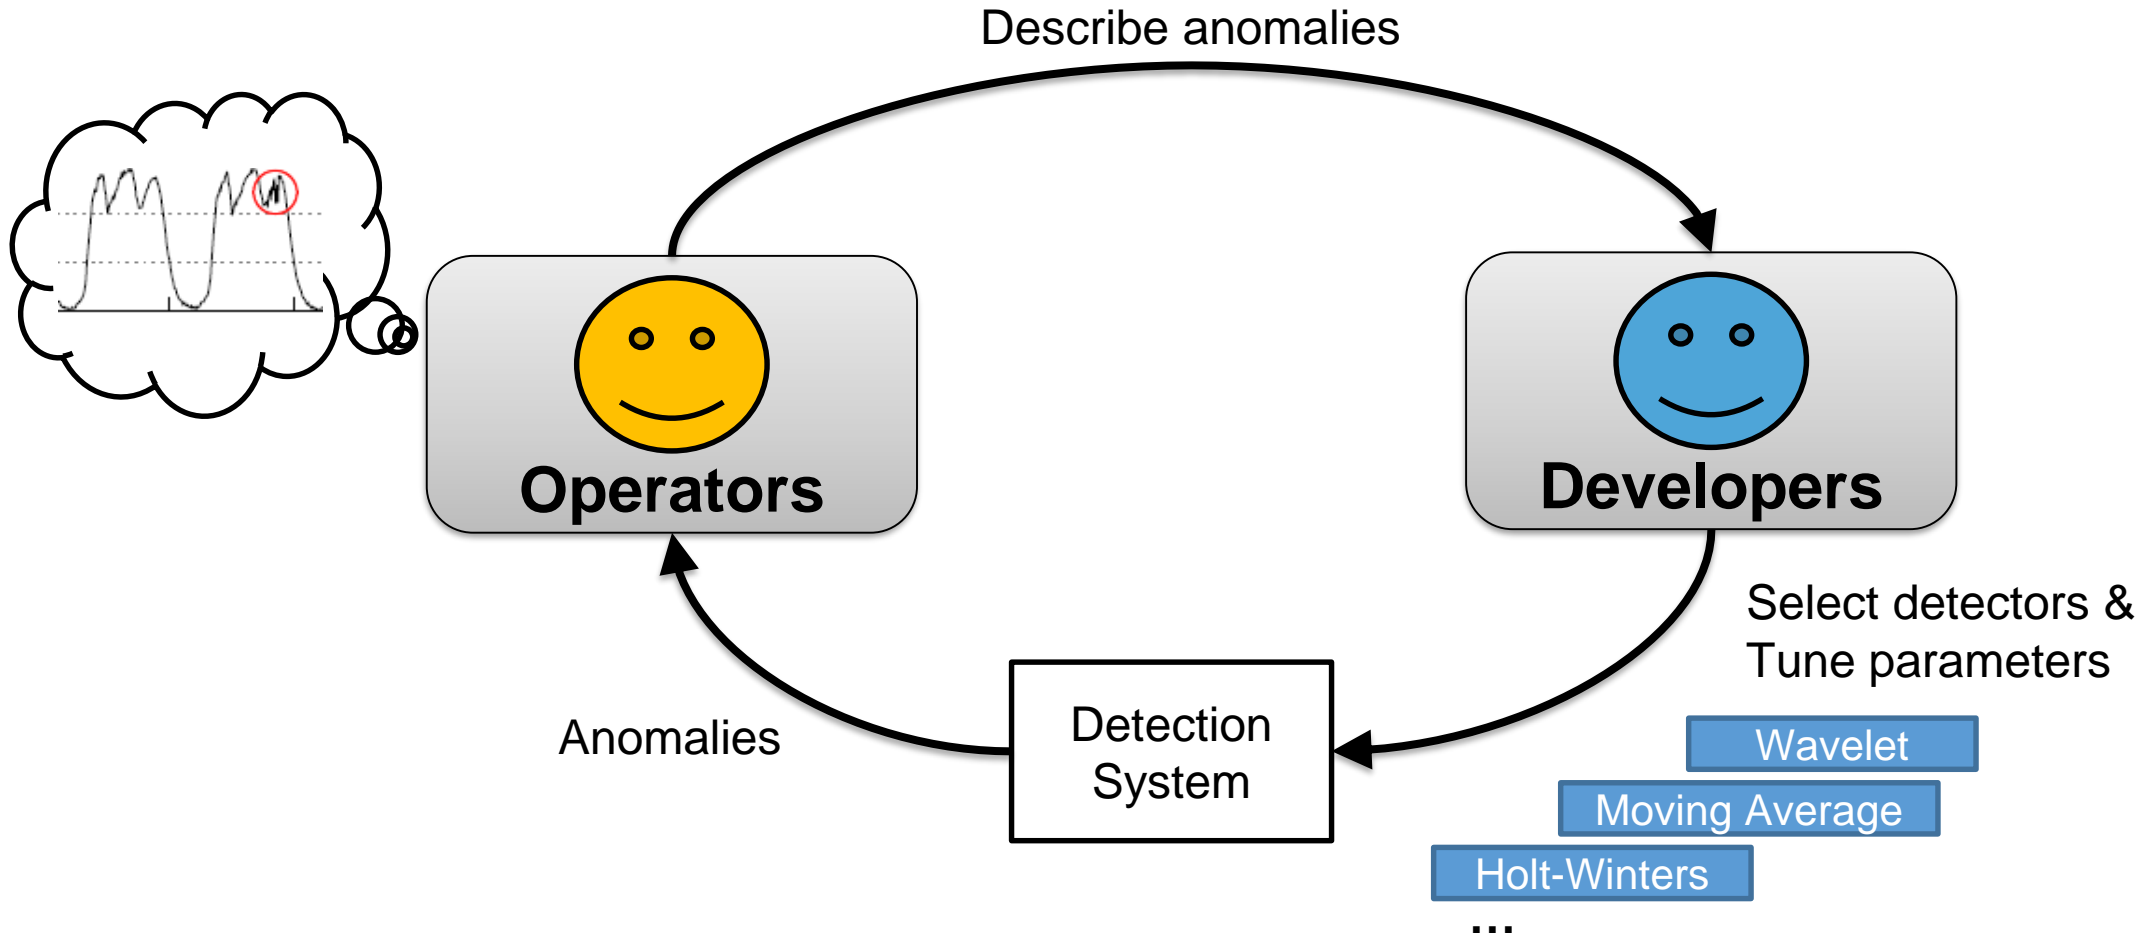 Describe anomalies
Operators
Developers
Select detectors &
Tune parameters
Anomalies
Detection
System
Wavelet
Moving Average
Holt-Winters
...